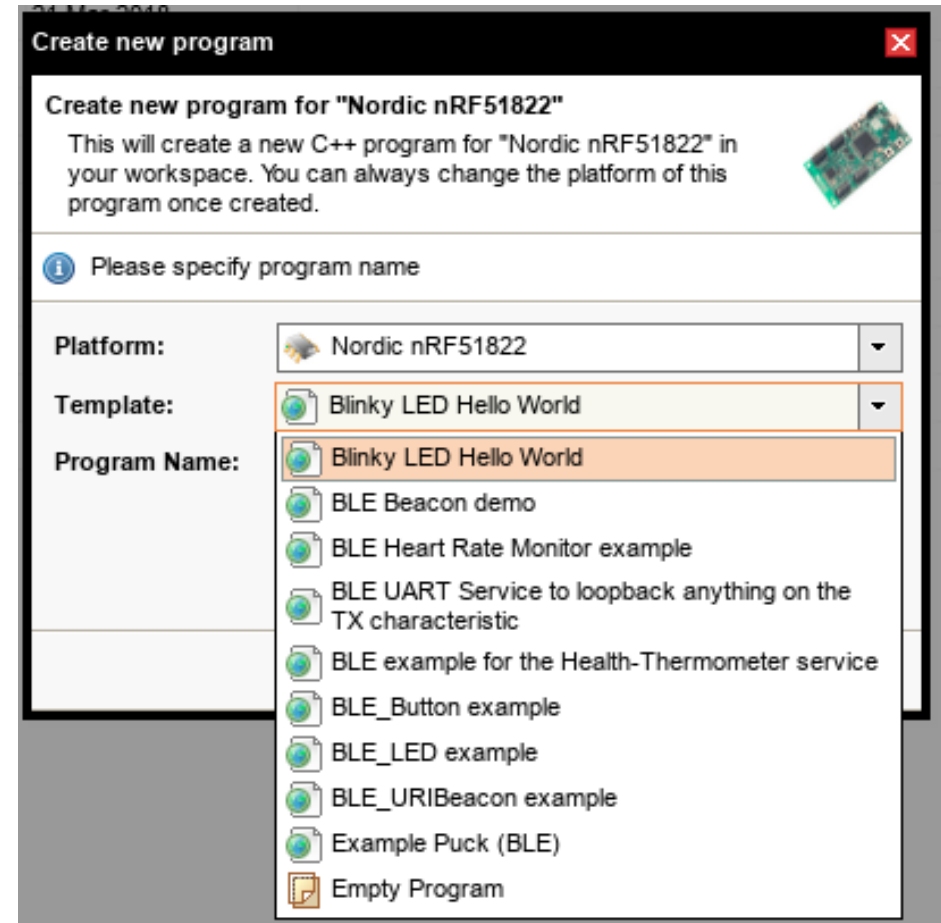 21 Mar 2018
Create new program
Create new program for "Nordic nRF51822"
This will create a new C++ program for "Nordic nRF51822" in
your workspace. You can always change the platform of this
program once created.
Please specify program name
Platform:
Nordic nRF51822
Template:
Blinky LED Hello World
Program Name:
Blinky LED Hello World
BLE Beacon demo
BLE Heart Rate Monitor example
BLE UART Service to loopback anything on the
TX characteristic
BLE example for the Health-Thermometer service
BLE_Button example
BLE_LED example
BLE_URIBeacon example
Example Puck (BLE)
Empty Program